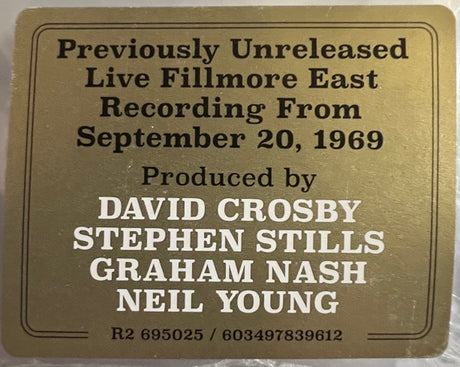 Previously Unreleased
Live Fillmore East
Recording From
September 20, 1969
Produced by
DAVID CROSBY
STEPHEN STILLS
GRAHAM NASH
NEIL YOUNG
R2 695025 / 603497839612